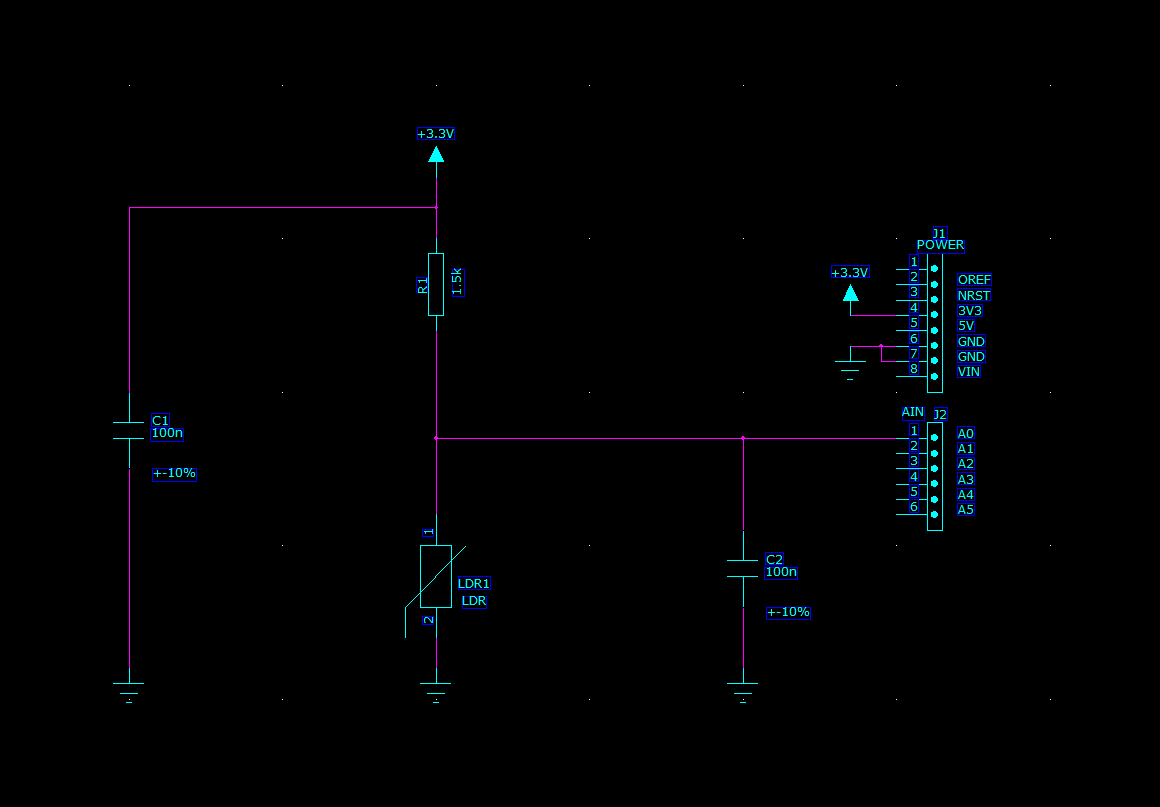 +3.3V
R1
1.5k
C1
100n
+-10%
1
LDR1
LDR
2
C2
100n
+-10%
+3.3V
J1
POWER
1
2
OREF
3
NRST
4
3V3
5
5V
6
GND
7
GND
8
VIN
AIN
J2
1
A0
2
A1
3
A2
4
A3
5
A4
6
A5